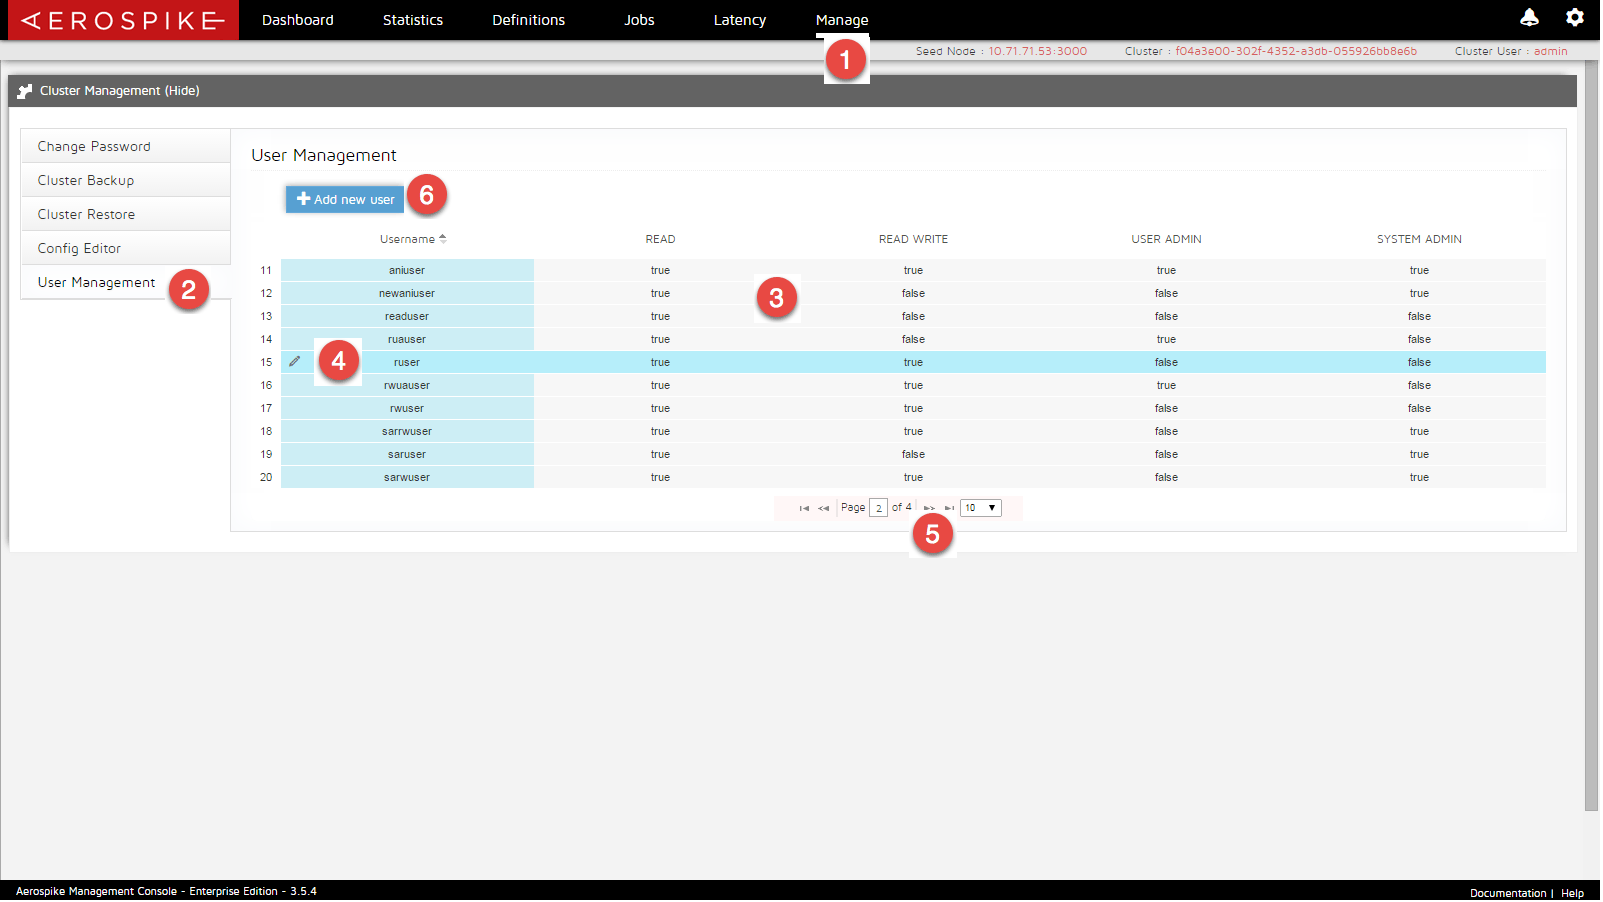 AEROSPIKE Dashboard Statistics Definitions Jobs Latency Manage
1
Seed Node : 10.71.71.53:3000 Cluster : f04a3e00-302f-4352-a3db-055926bb8e6b Cluster User : admin
Cluster Management (Hide)
Change Password
Cluster Backup
Cluster Restore
Config Editor
User Management 2
User Management
Add new user 6
Username READ READ WRITE USER ADMIN SYSTEM ADMIN
11 aniuser true true true true
12 newaniuser true false false true
3
13 readuser true false false false
14 ruauser true false true false
15 4 ruser true true false false
16 rwuauser true true true false
17 rwuser true true false false
18 sarrwuser true true false true
19 saruser true false false true
20 sarwuser true true false true
Page 2 of 4 10
5
Aerospike Management Console - Enterprise Edition - 3.5.4
Documentation | Help